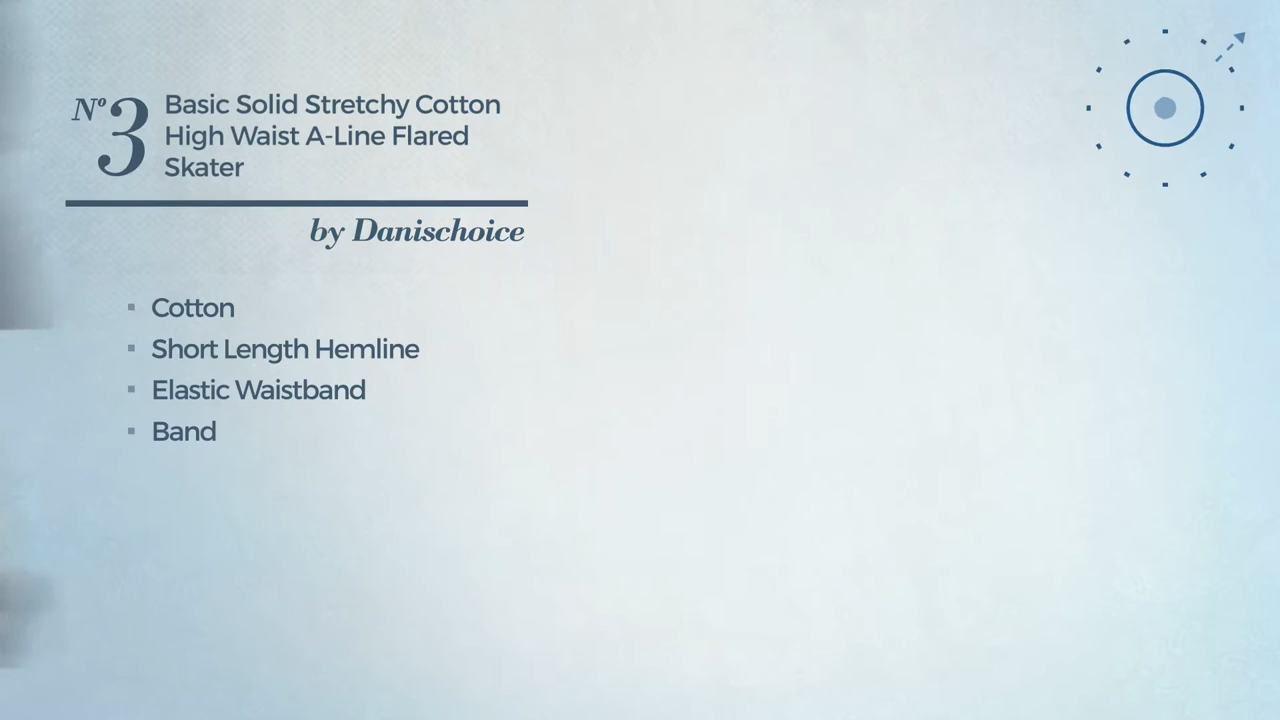 Nº3
Basic Solid Stretchy Cotton
High Waist A-Line Flared
Skater
by Danischoice
Cotton
Short Length Hemline
Elastic Waistband
Band